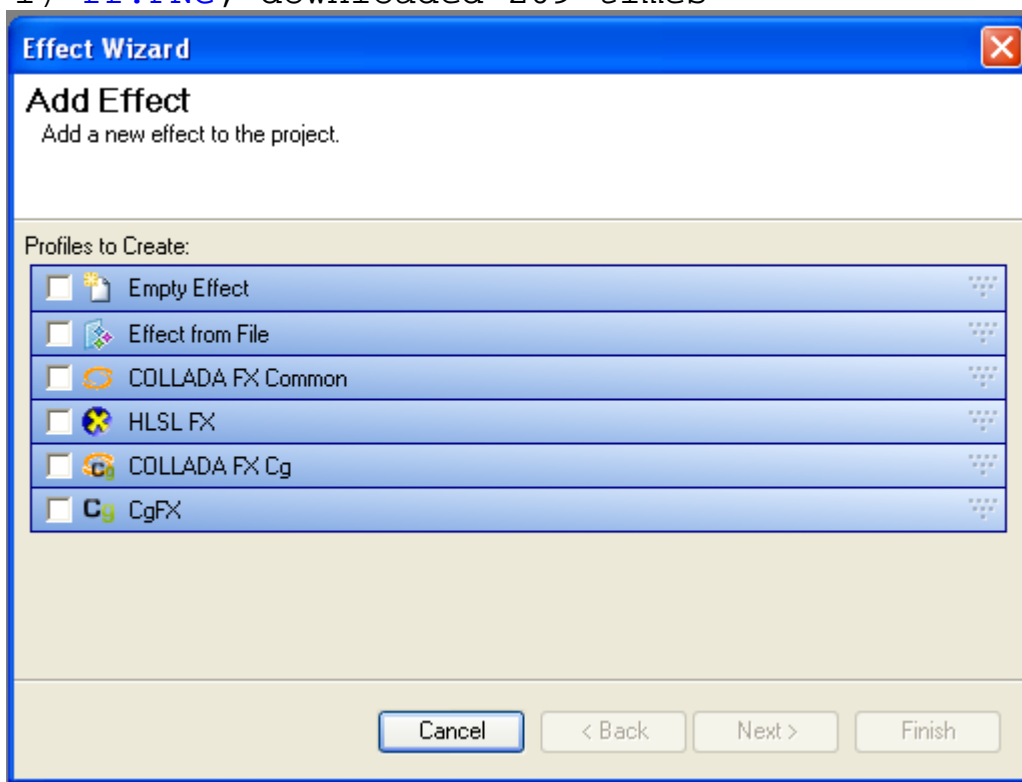 Effect Wizard
Add Effect
Add a new effect to the project.
Profiles to Create:
Empty Effect
Effect from File
COLLADA FX Common
HLSL FX
COLLADA FX Cg
Cg CgFX
Cancel < Back Next > Finish